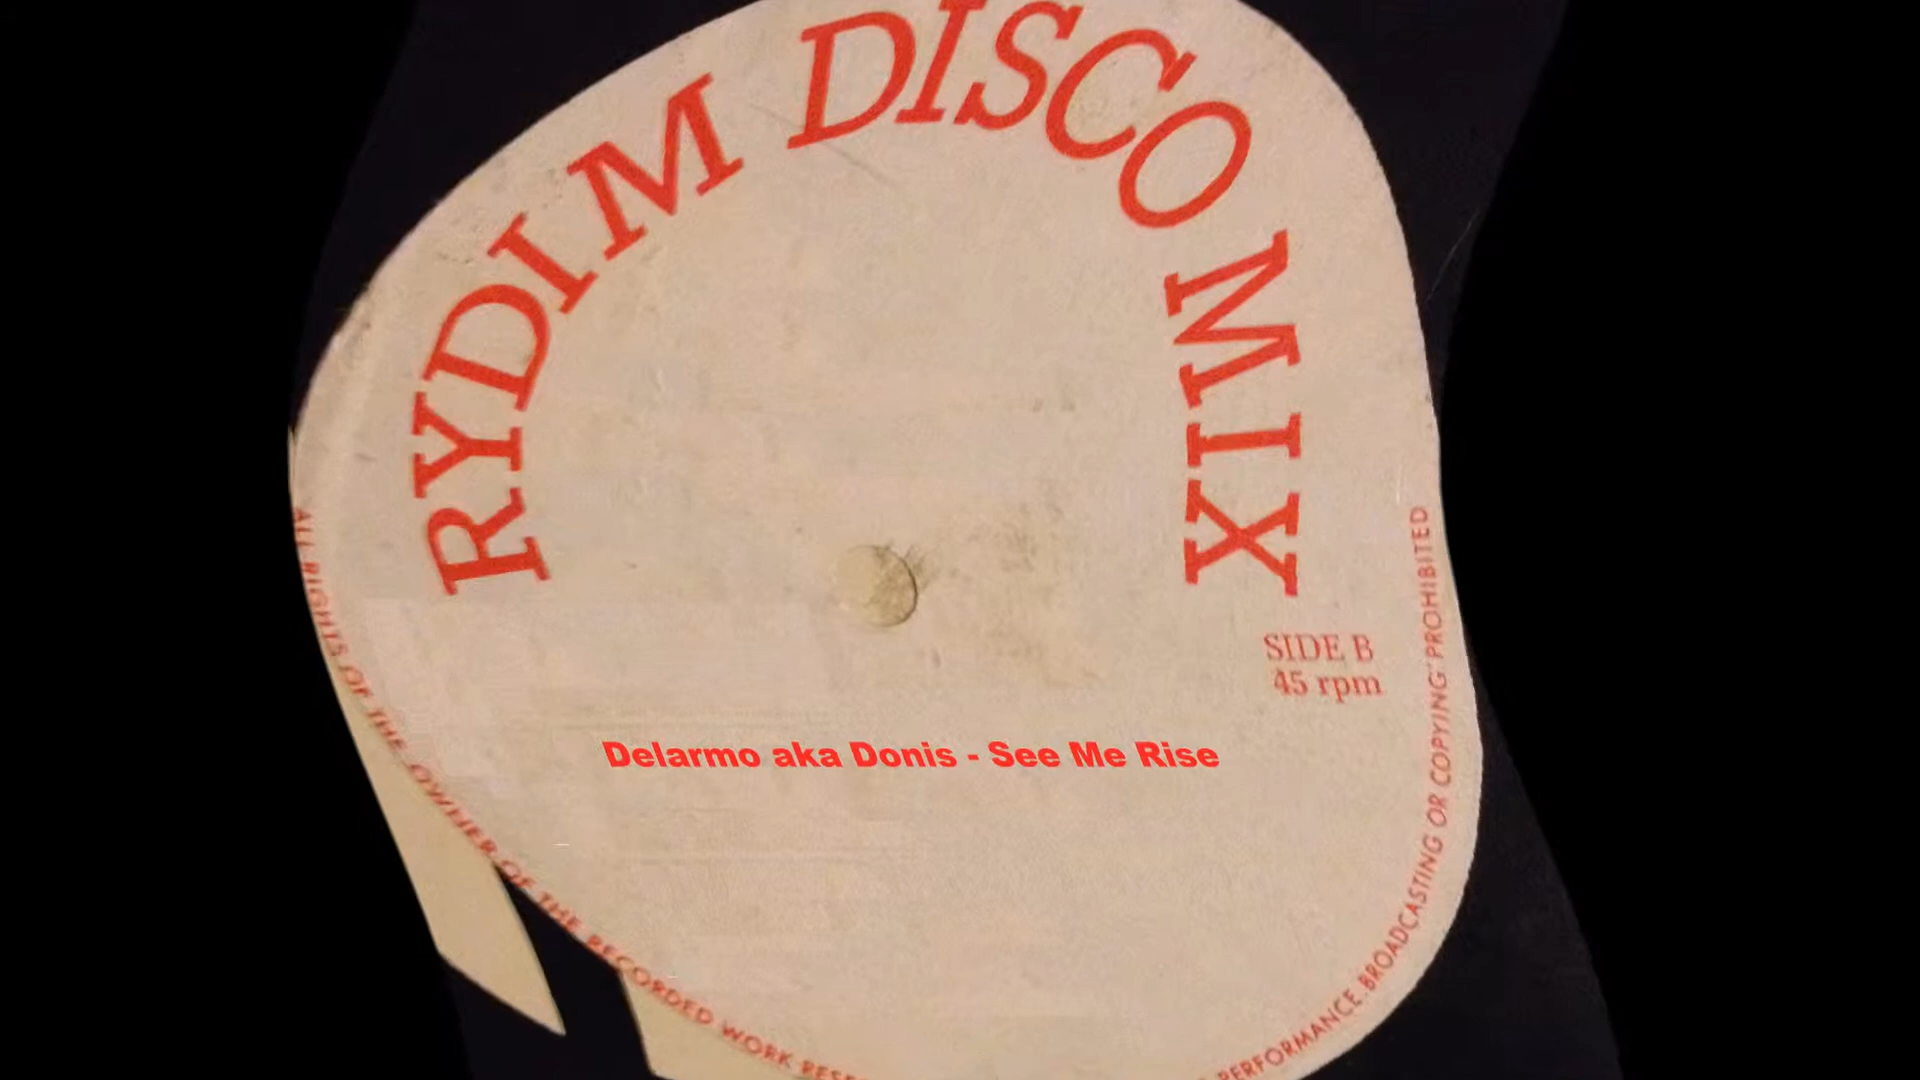 RYDIM DISCO MIX
SIDE B
45 rpm
Delarmo aka Donis - See Me Rise
ALL RIGHTS OF THE OWNER OF THE RECORDED WORK
PERFORMANCE. BROADCASTING OR COPYING PROHIBITED